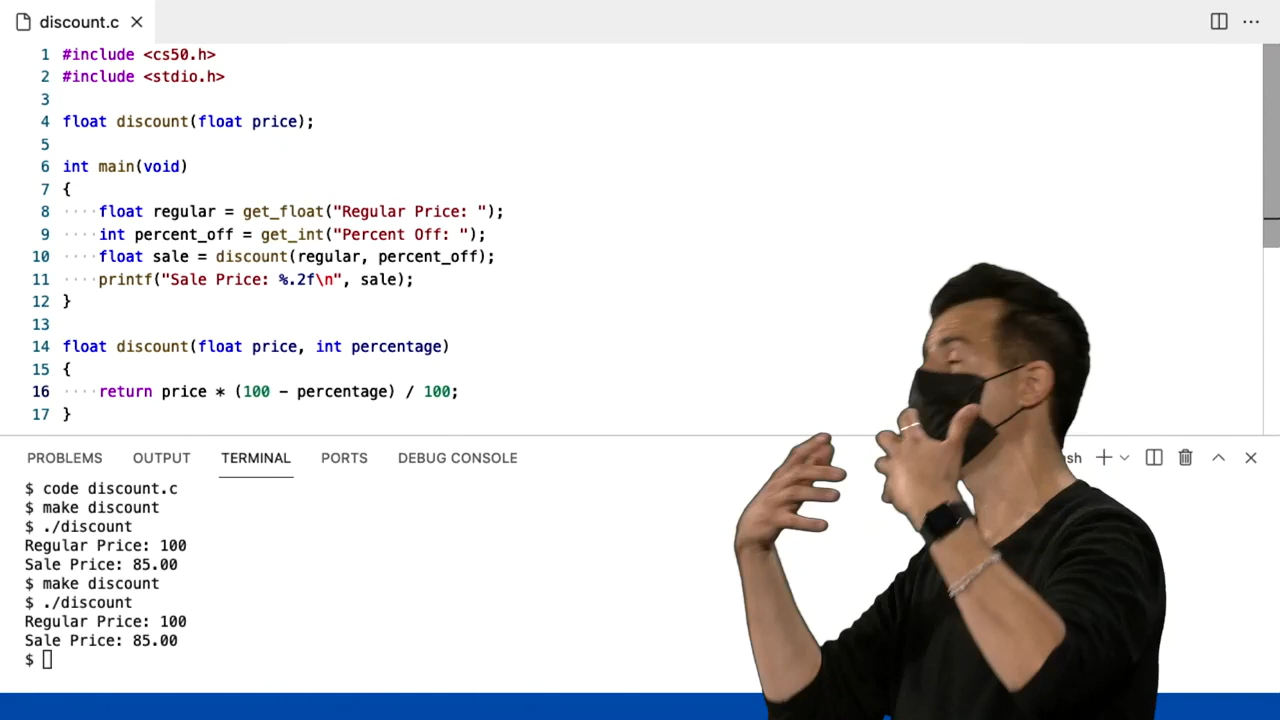 discount.c
1 #include <cs50.h>
2 #include <stdio.h>
3
4 float discount(float price);
5
6 int main(void)
7 {
8 ····float regular = get_float("Regular Price: ");
9 ····int percent_off = get_int("Percent Off: ");
10 ····float sale = discount(regular, percent_off);
11 ····printf("Sale Price: %.2f\n", sale);
12 }
13
14 float discount(float price, int percentage)
15 {
16 ····return price * (100 - percentage) / 100;
17 }
PROBLEMS OUTPUT TERMINAL PORTS DEBUG CONSOLE
$ code discount.c
$ make discount
$ ./discount
Regular Price: 100
Sale Price: 85.00
$ make discount
$ ./discount
Regular Price: 100
Sale Price: 85.00
$